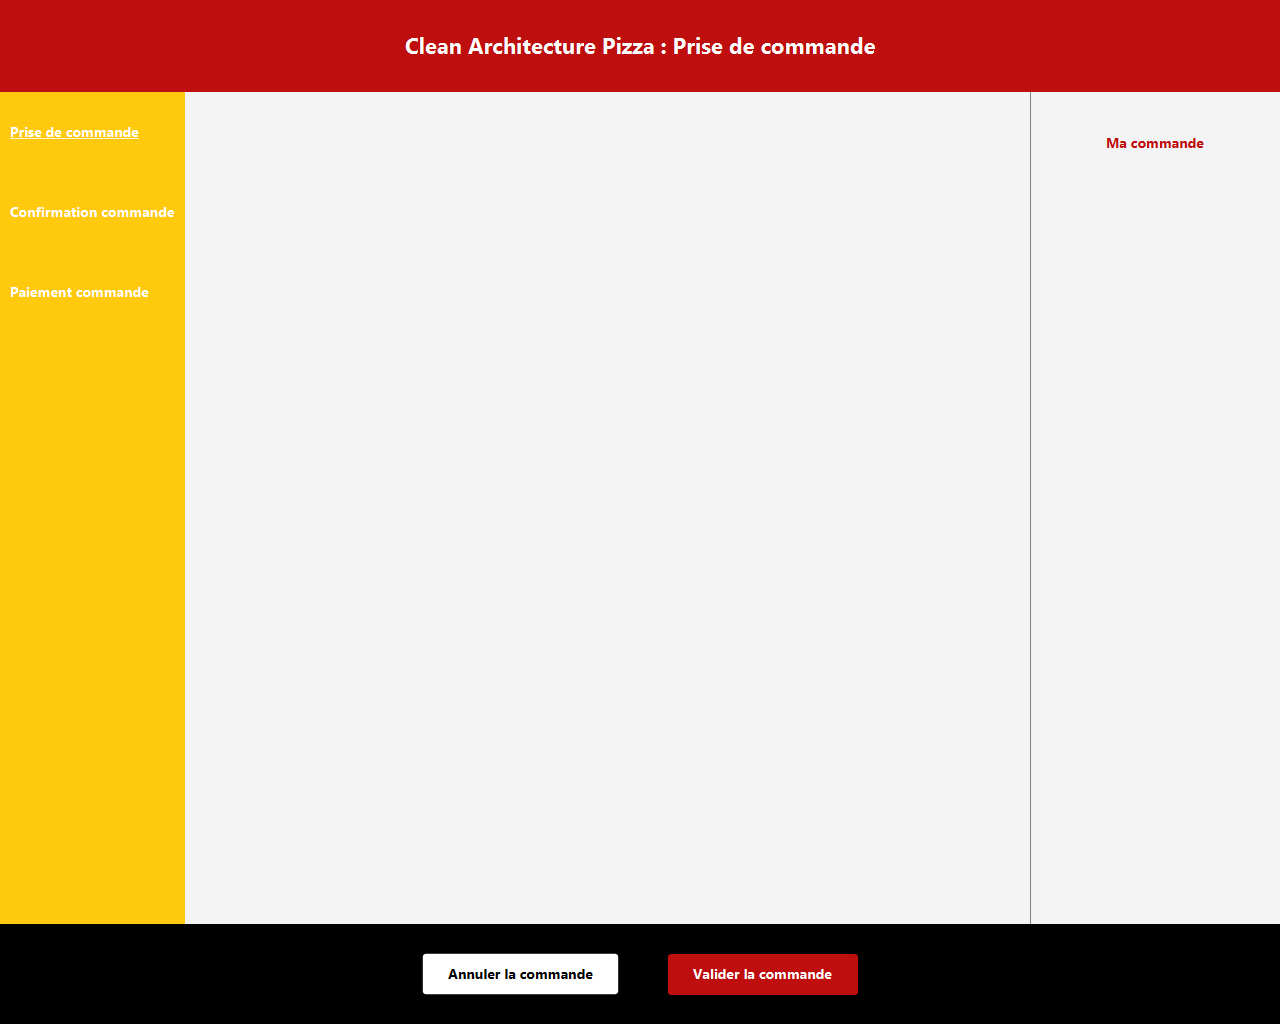 Clean Architecture Pizza : Prise de commande
Prise de commande
Confirmation commande
Paiement commande
Ma commande
Annuler la commande
Valider la commande